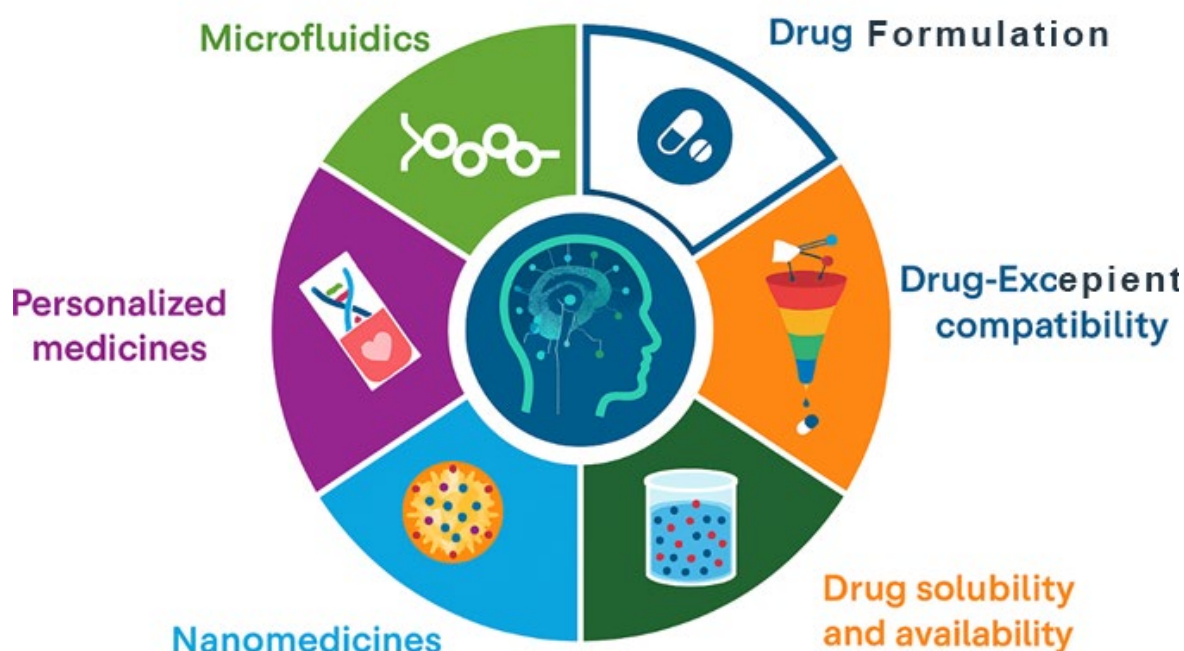 Microfluidics
Drug Formulation
Personalized
medicines
Drug-Excepient
compatibility
Nanomedicines
Drug solubility
and availability